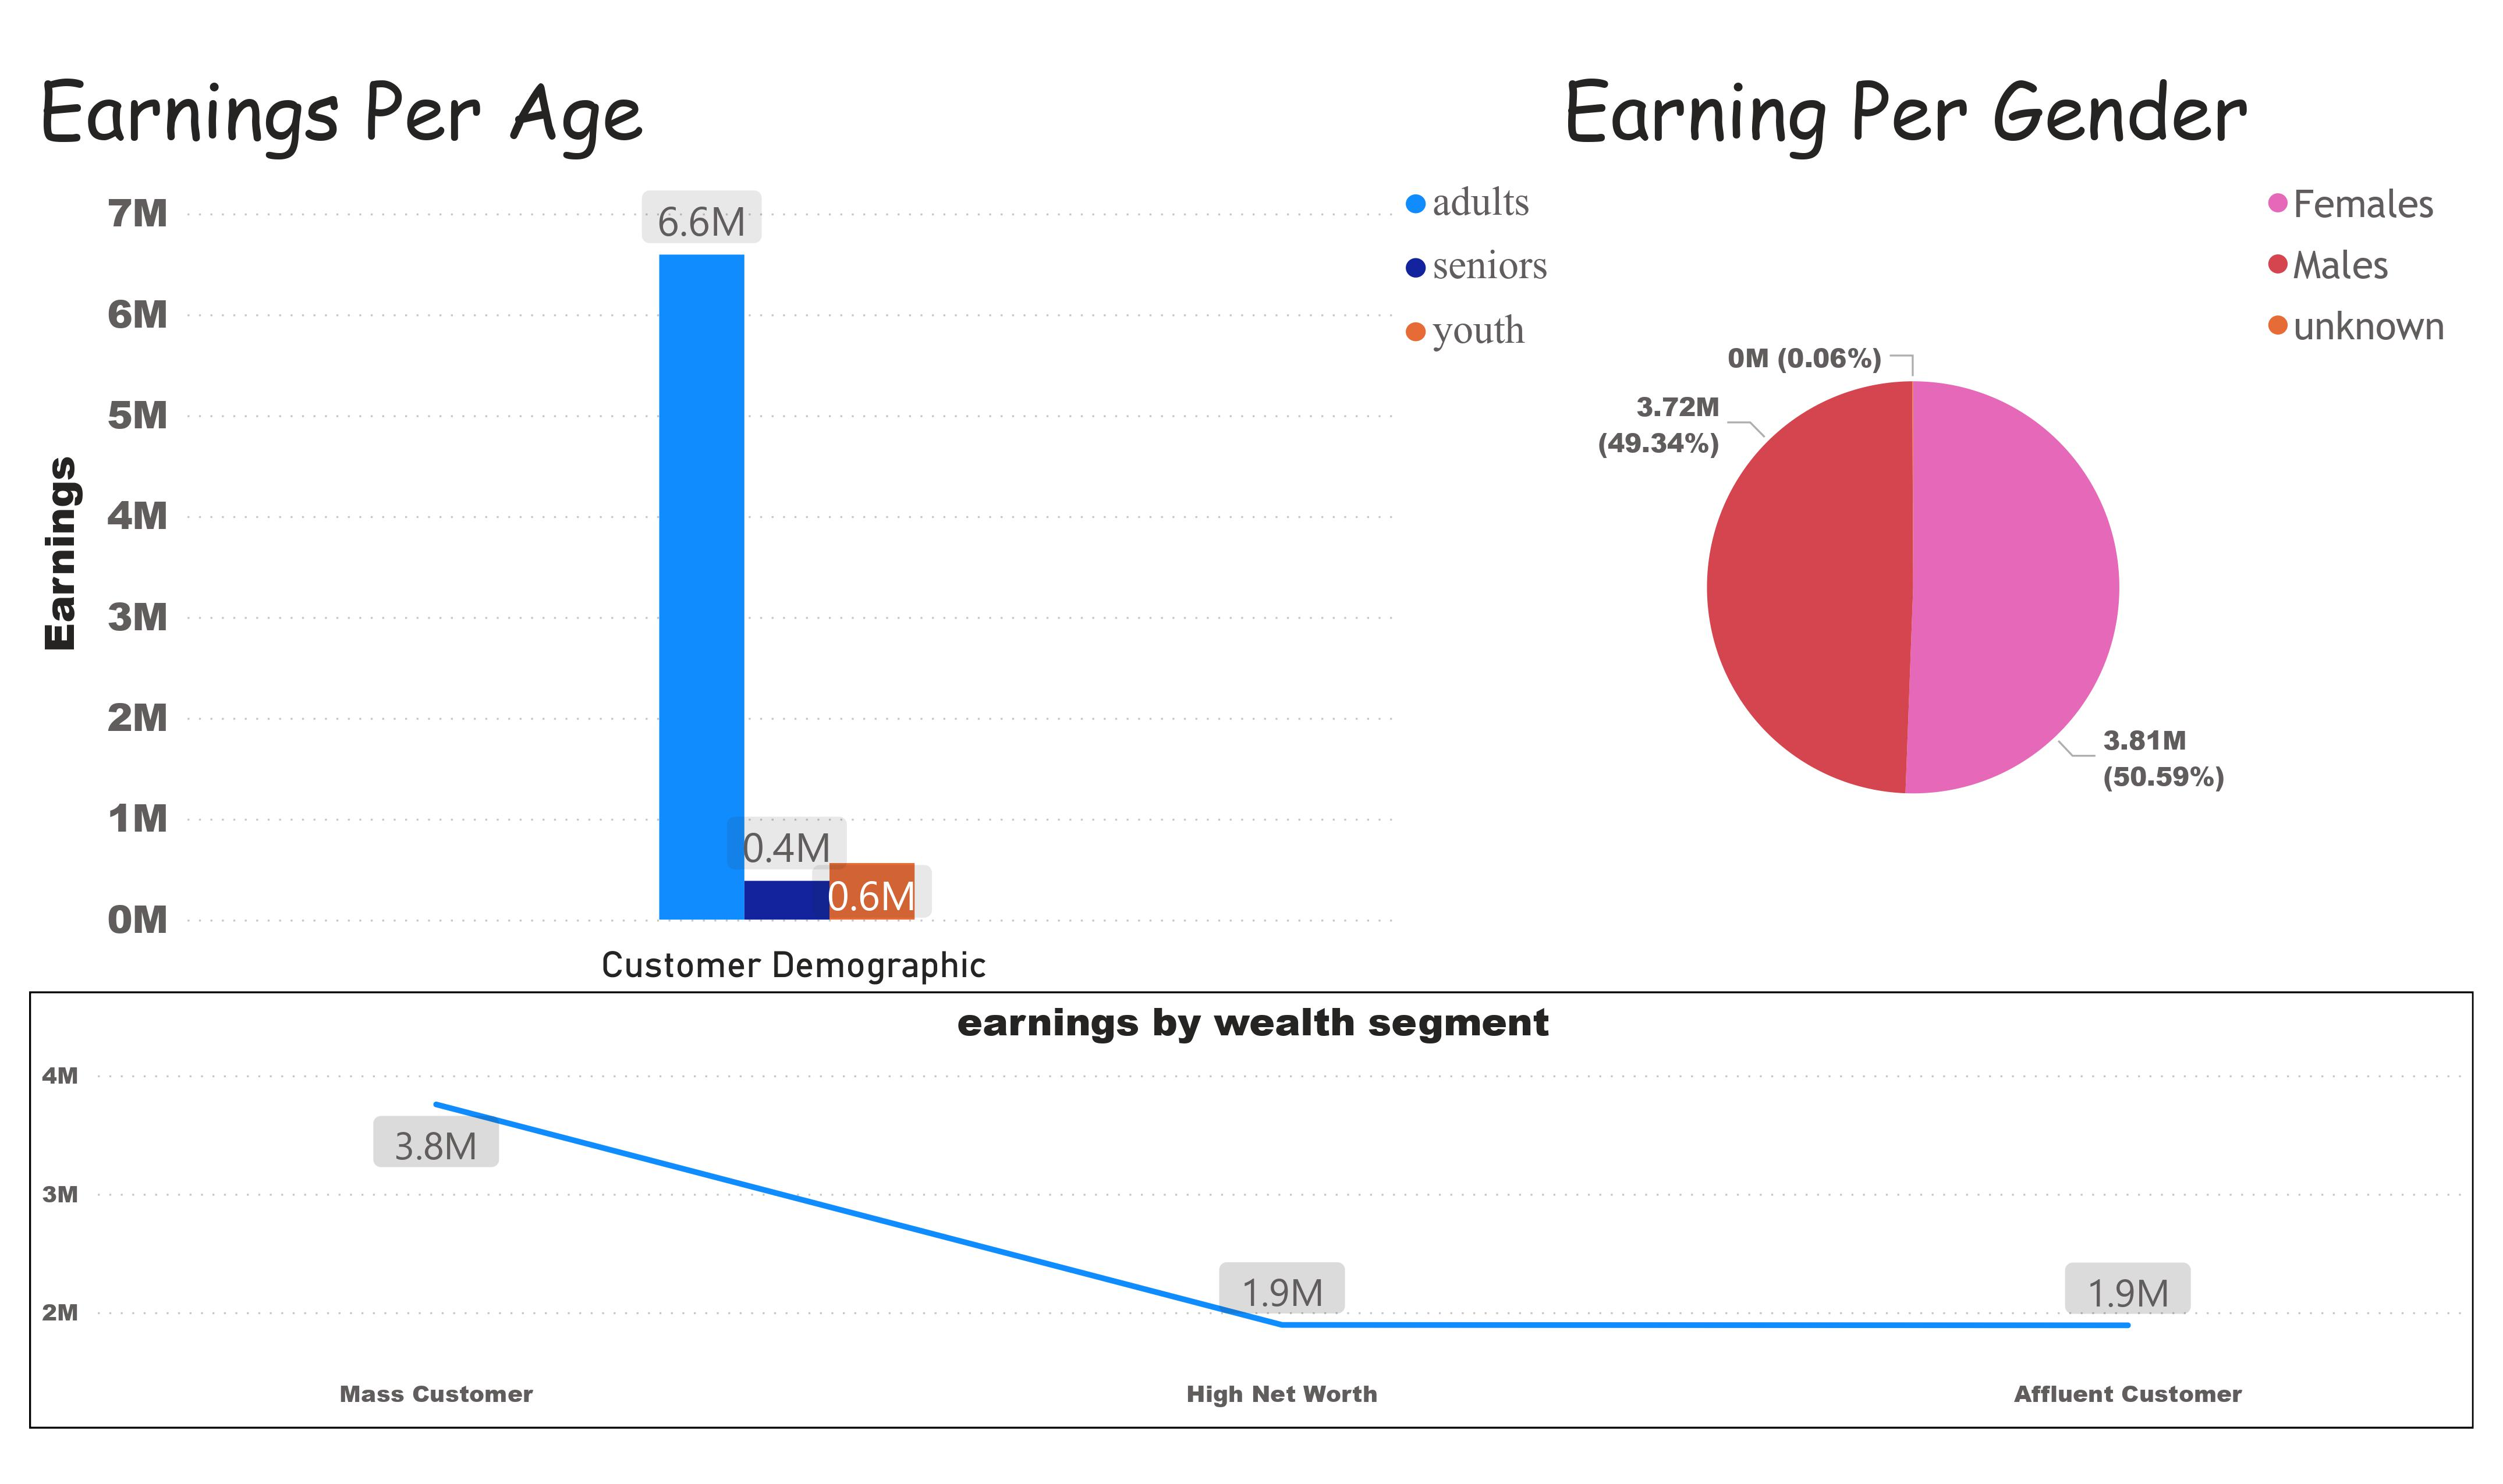 Earnings Per Age
7M
6M
5M
4M
3M
2M
1M
0M
Earnings
6.6M
0.4M
0.6M
Customer Demographic
adults
seniors
youth
Earning Per Gender
Females
Males
unknown
0M (0.06%)
3.72M
(49.34%)
3.81M
(50.59%)
earnings by wealth segment
4M
3M
2M
3.8M
1.9M
1.9M
Mass Customer
High Net Worth
Affluent Customer